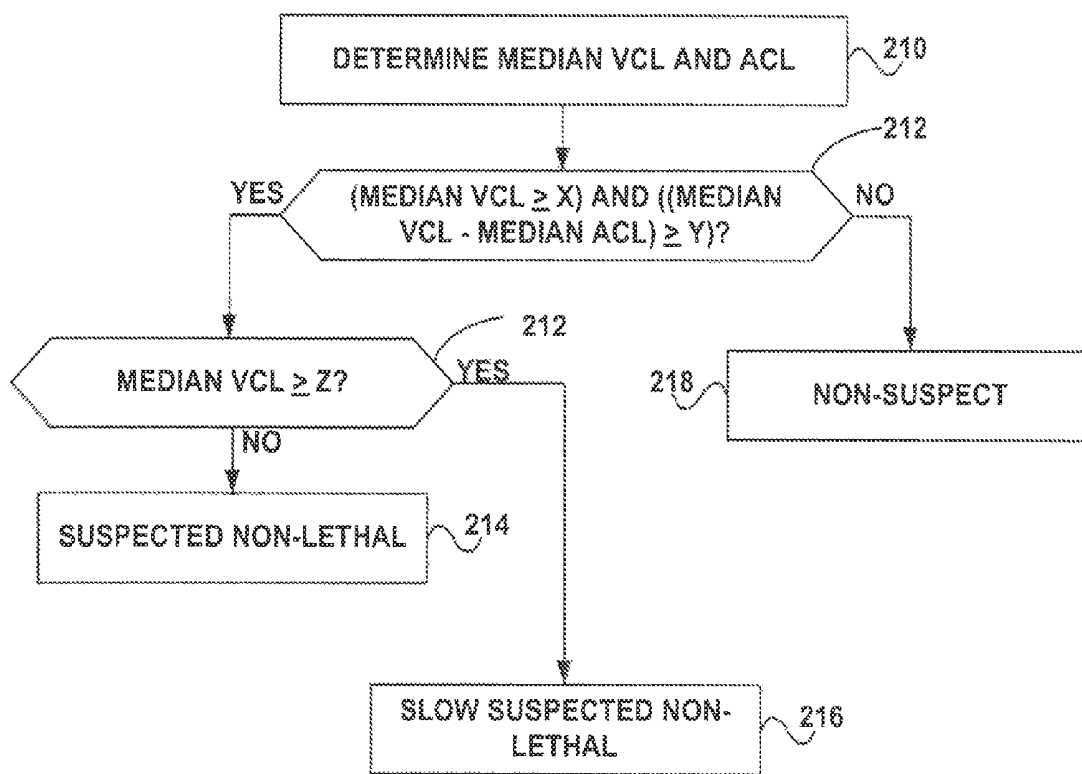 DETERMINE MEDIAN VCL AND ACL
210
212
YES
(MEDIAN VCL ≥ X) AND ((MEDIAN
VCL - MEDIAN ACL) ≥ Y)?
NO
212
MEDIAN VCL ≥ Z?
YES
218
NON-SUSPECT
NO
SUSPECTED NON-LETHAL
214
SLOW SUSPECTED NON-
LETHAL
216